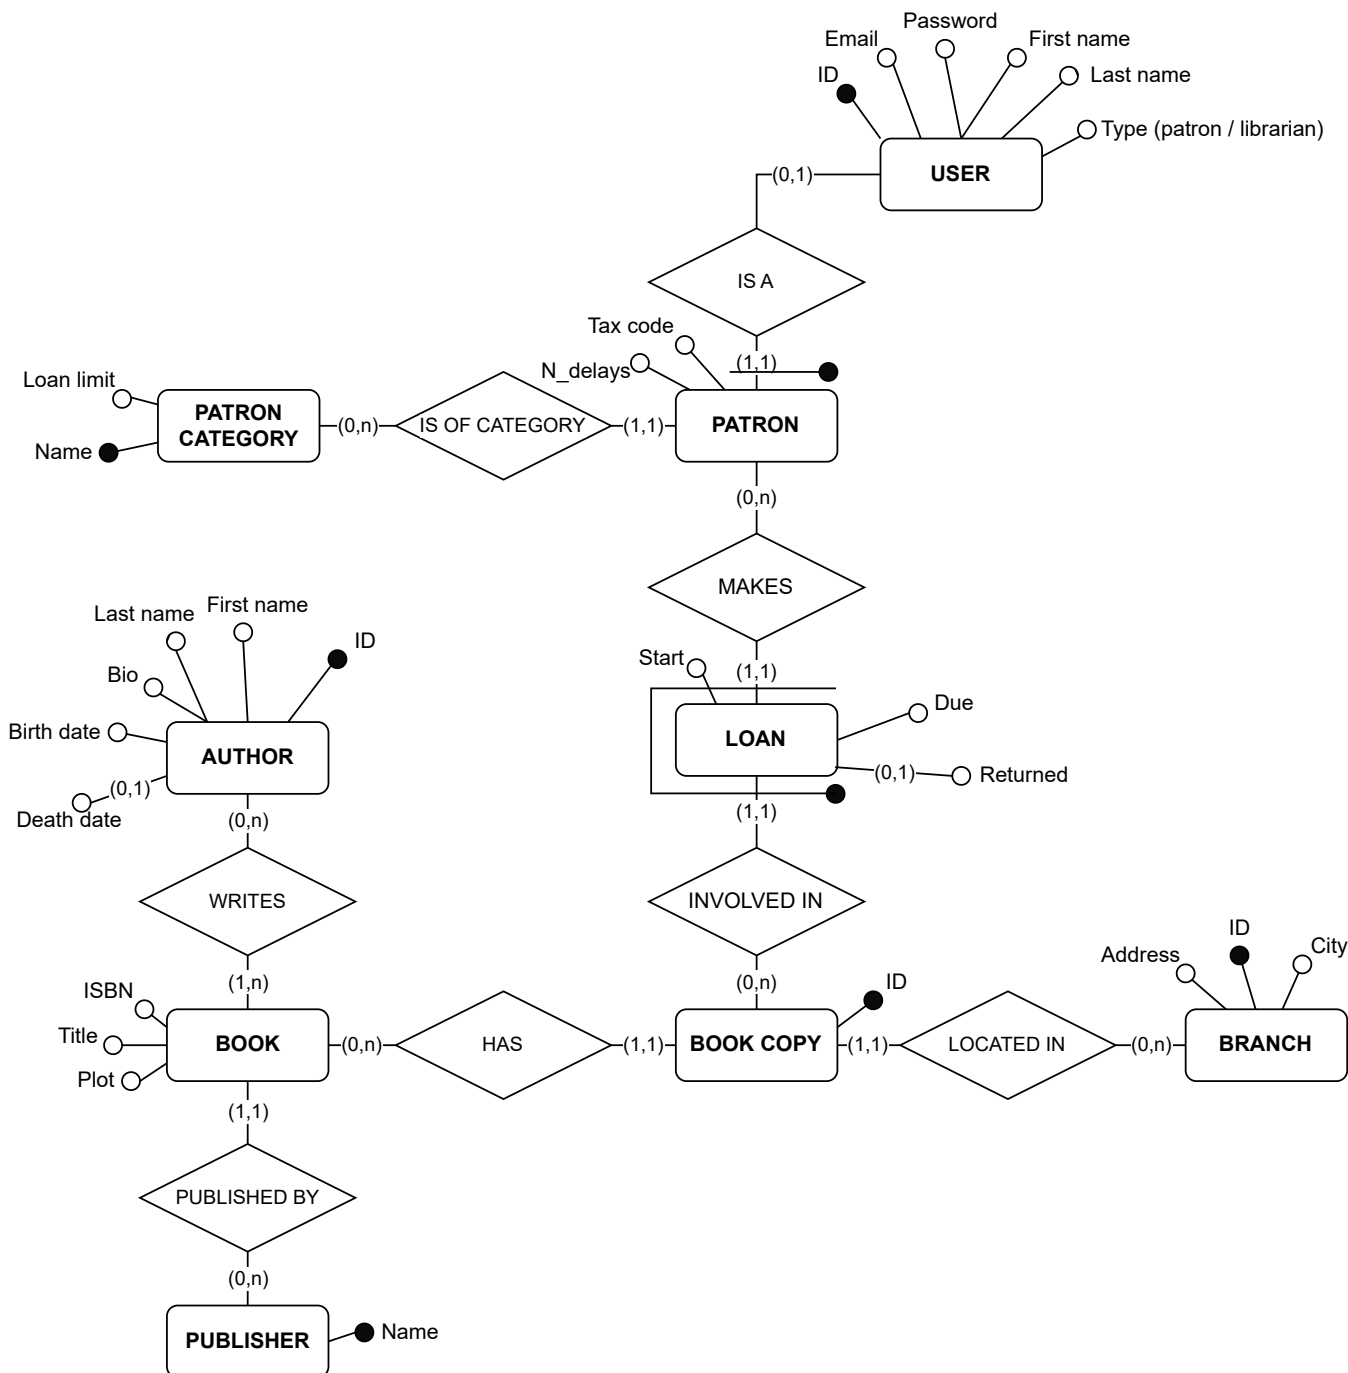 Password
Email
First name
ID
Last name
Type (patron / librarian)
USER
(0,1)
IS A
Tax code
N_delays
(1,1)
Loan limit
Name
PATRON
CATEGORY
(0,n)
IS OF CATEGORY
(1,1)
PATRON
(0,n)
MAKES
(1,1)
Last name
First name
ID
Bio
Birth date
(0,1)
Death date
AUTHOR
(0,n)
Start
Due
LOAN
(0,1)
Returned
(1,1)
WRITES
INVOLVED IN
(1,n)
(0,n)
ISBN
Title
Plot
BOOK
(0,n)
HAS
(1,1)
BOOK COPY
ID
(1,1)
LOCATED IN
(0,n)
Address
ID
City
BRANCH
(1,1)
PUBLISHED BY
(0,n)
PUBLISHER
Name